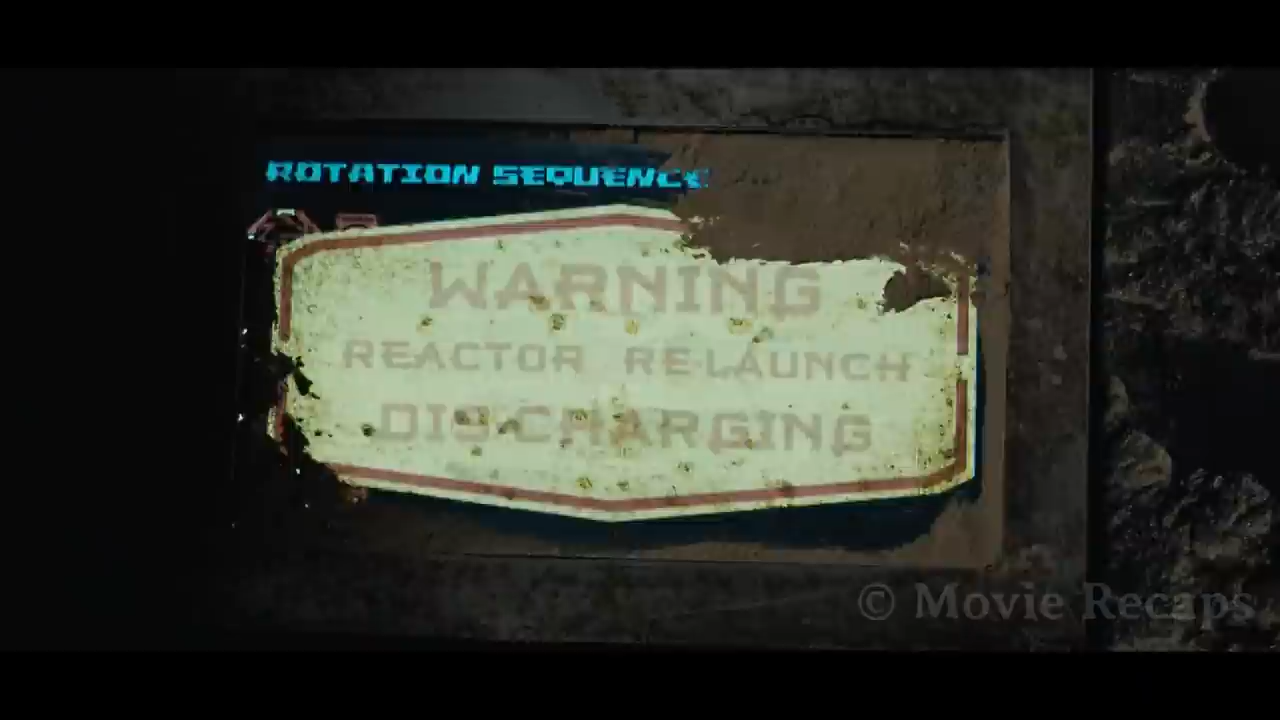 ROTATION SEQUENCE
WARNING
REACTOR RE-LAUNCH
DISCHARGING
© Movie Recaps